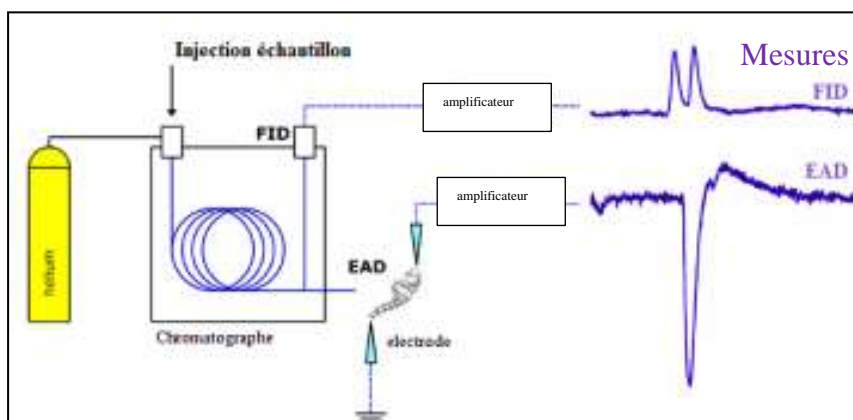 Injection échantillon
Mesures
FID
amplificateur
FID
EAD
amplificateur
EAD
helium
Chromatographe
electrode